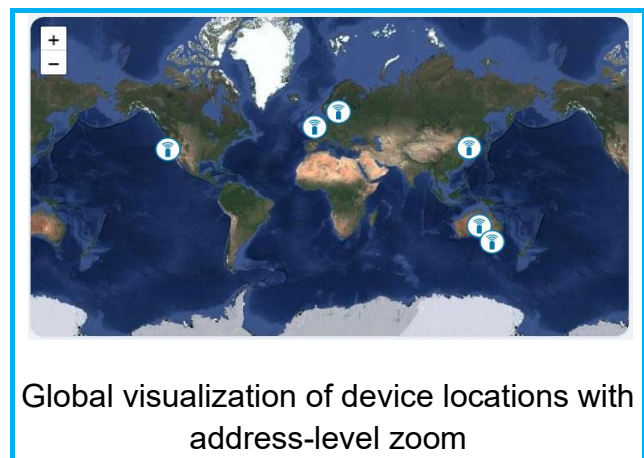 +
−
Global visualization of device locations with
address-level zoom